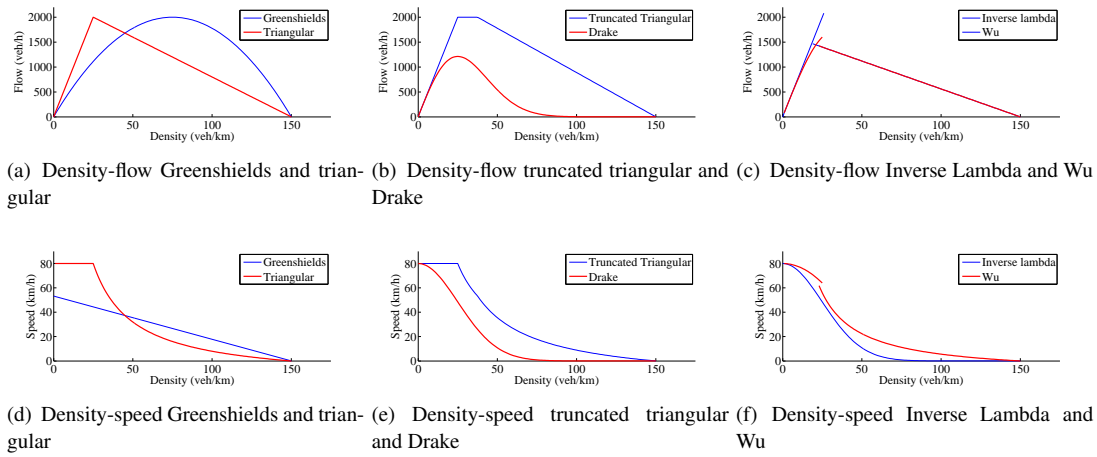 Greenshields
Triangular
2000
1500
1000
500
0
0 50 100 150
Flow (veh/h)
Density (veh/km)
Truncated Triangular
Drake
2000
1500
1000
500
0
0 50 100 150
Flow (veh/h)
Density (veh/km)
Inverse lambda
Wu
2000
1500
1000
500
0
0 50 100 150
Flow (veh/h)
Density (veh/km)
(a) Density-flow Greenshields and trian-
gular
(b) Density-flow truncated triangular and
Drake
(c) Density-flow Inverse Lambda and Wu
Greenshields
Triangular
80
60
40
20
0
0 50 100 150
Speed (km/h)
Density (veh/km)
Truncated Triangular
Drake
80
60
40
20
0
0 50 100 150
Speed (km/h)
Density (veh/km)
Inverse lambda
Wu
80
60
40
20
0
0 50 100 150
Speed (km/h)
Density (veh/km)
(d) Density-speed Greenshields and trian-
gular
(e) Density-speed truncated triangular
and Drake
(f) Density-speed Inverse Lambda and
Wu